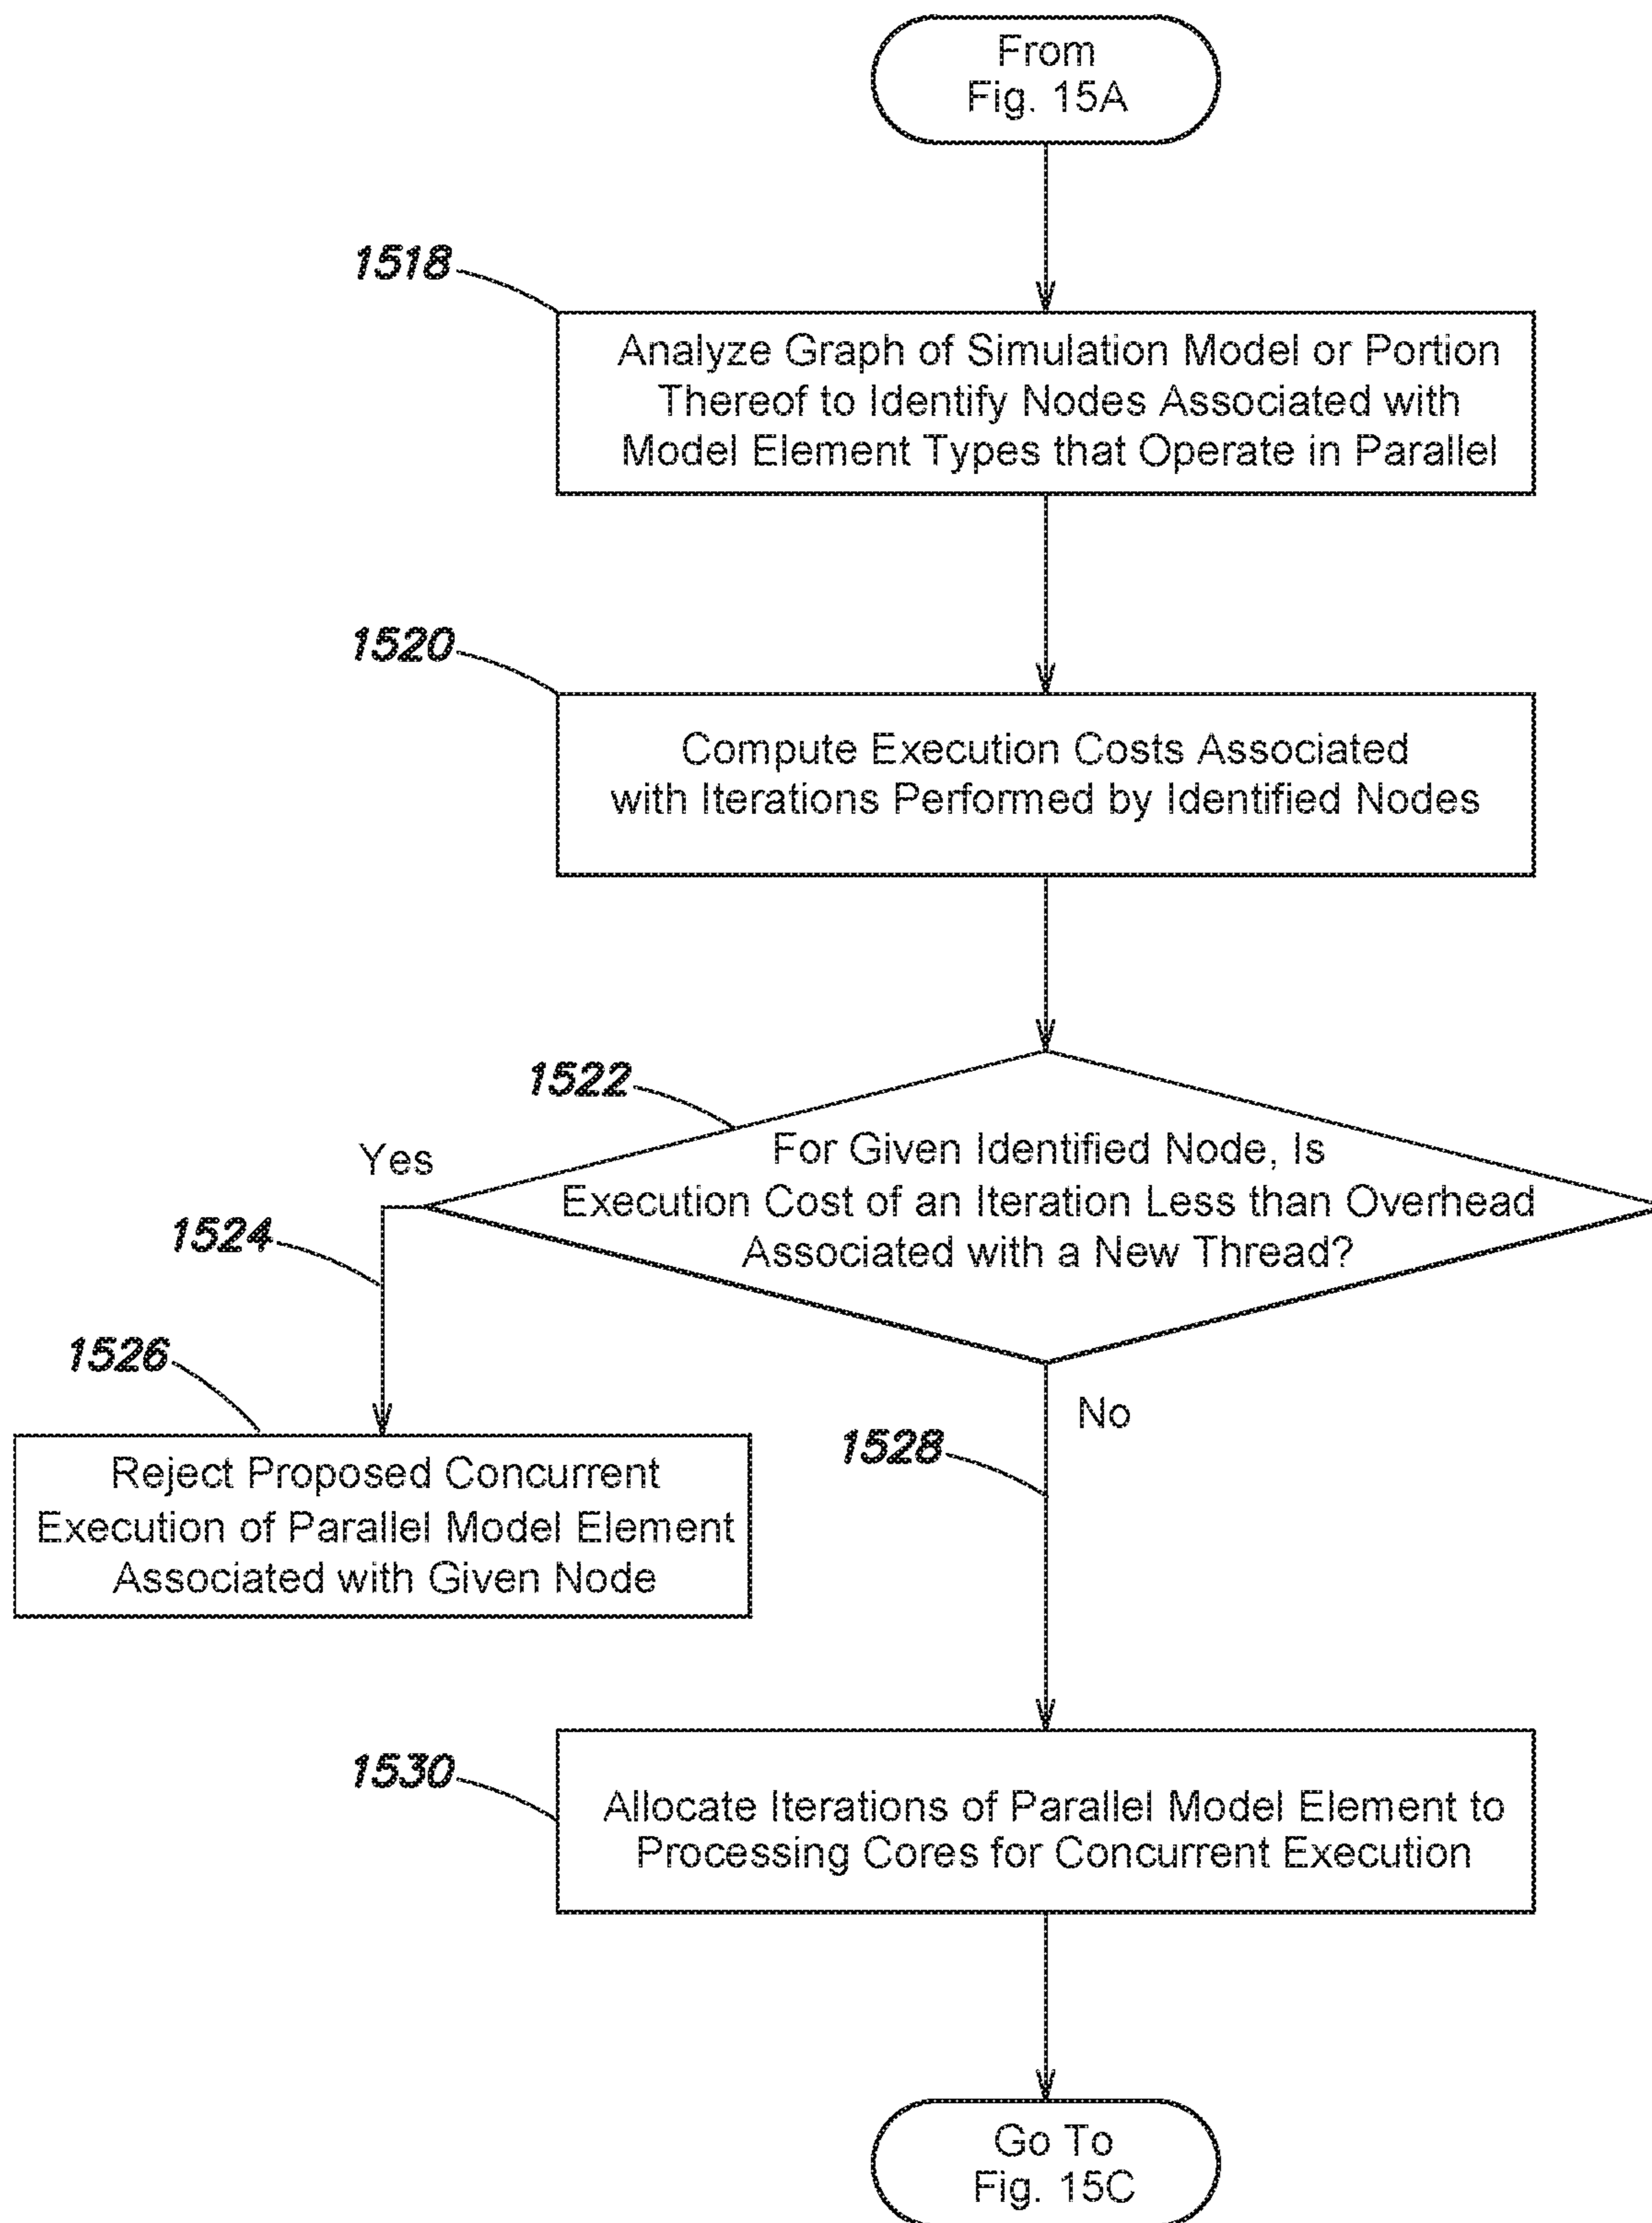 From
Fig. 15A
1518
Analyze Graph of Simulation Model or Portion
Thereof to Identify Nodes Associated with
Model Element Types that Operate in Parallel
1520
Compute Execution Costs Associated
with Iterations Performed by Identified Nodes
1522
For Given Identified Node, Is
Execution Cost of an Iteration Less than Overhead
Associated with a New Thread?
Yes
1524
1526
Reject Proposed Concurrent
Execution of Parallel Model Element
Associated with Given Node
No
1528
1530
Allocate Iterations of Parallel Model Element to
Processing Cores for Concurrent Execution
Go To
Fig. 15C